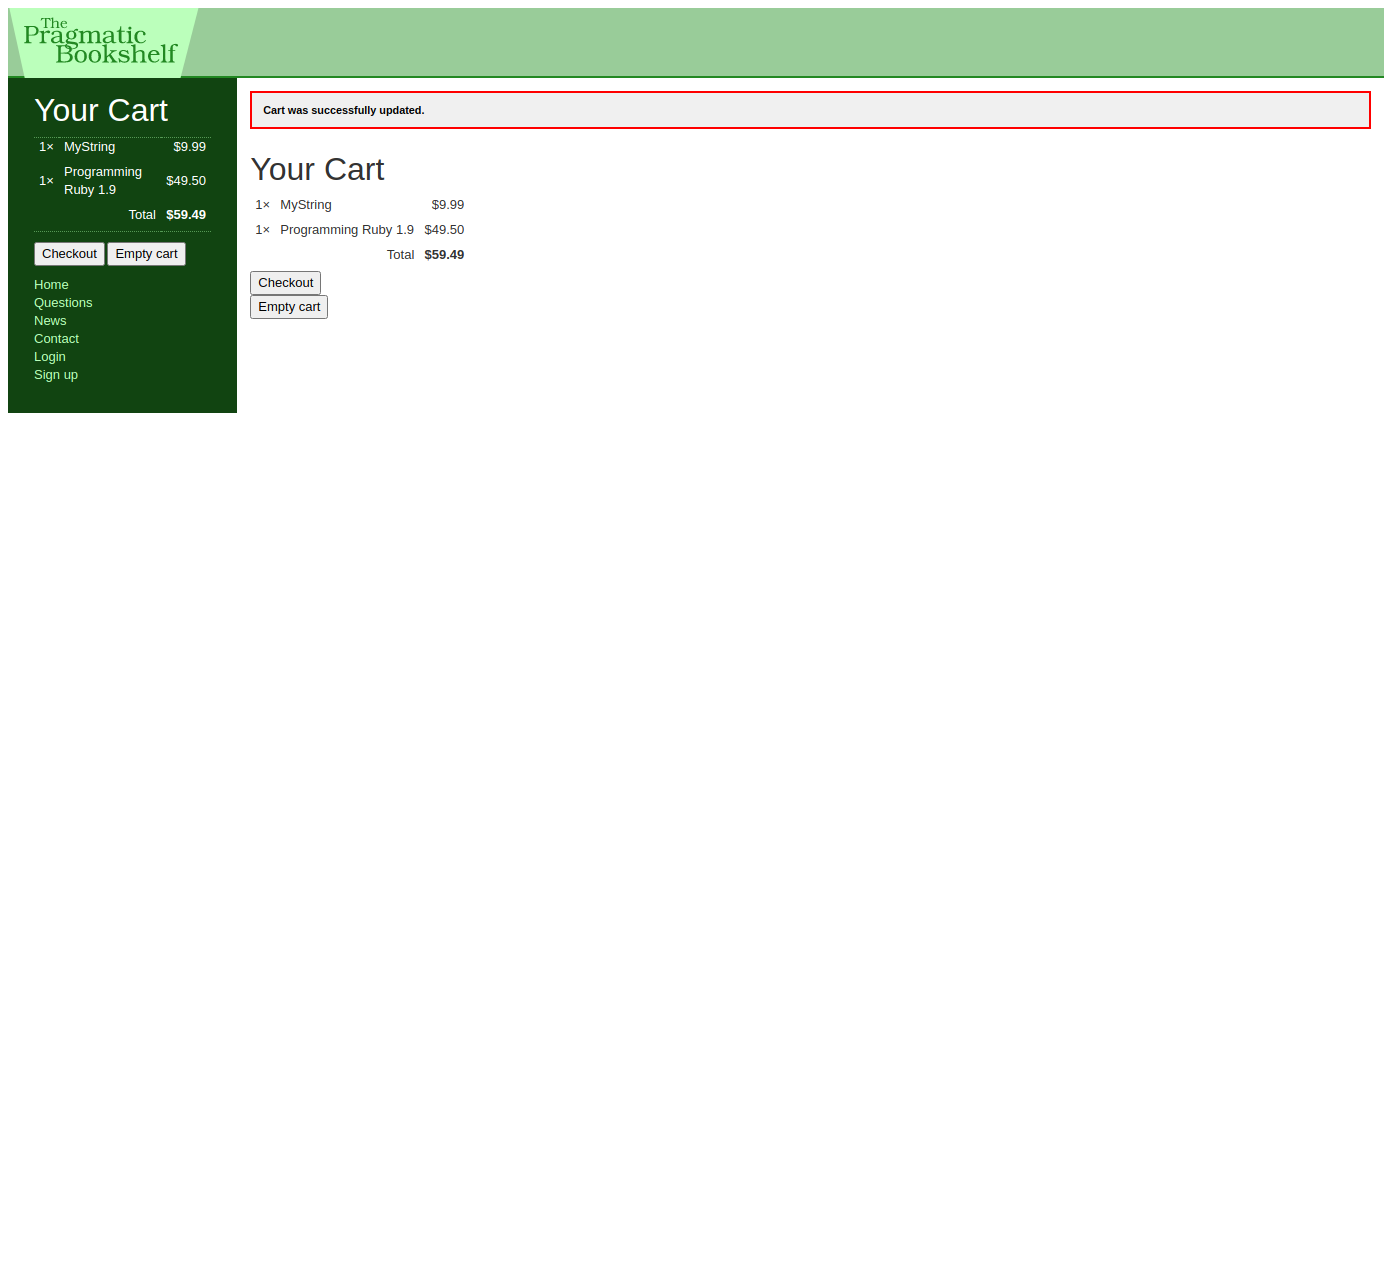 The
Pragmatic
Bookshelf
Your Cart
1× MyString $9.99
1× Programming
Ruby 1.9 $49.50
Total $59.49
Checkout Empty cart
Home
Questions
News
Contact
Login
Sign up
Cart was successfully updated.
Your Cart
1× MyString $9.99
1× Programming Ruby 1.9 $49.50
Total $59.49
Checkout
Empty cart